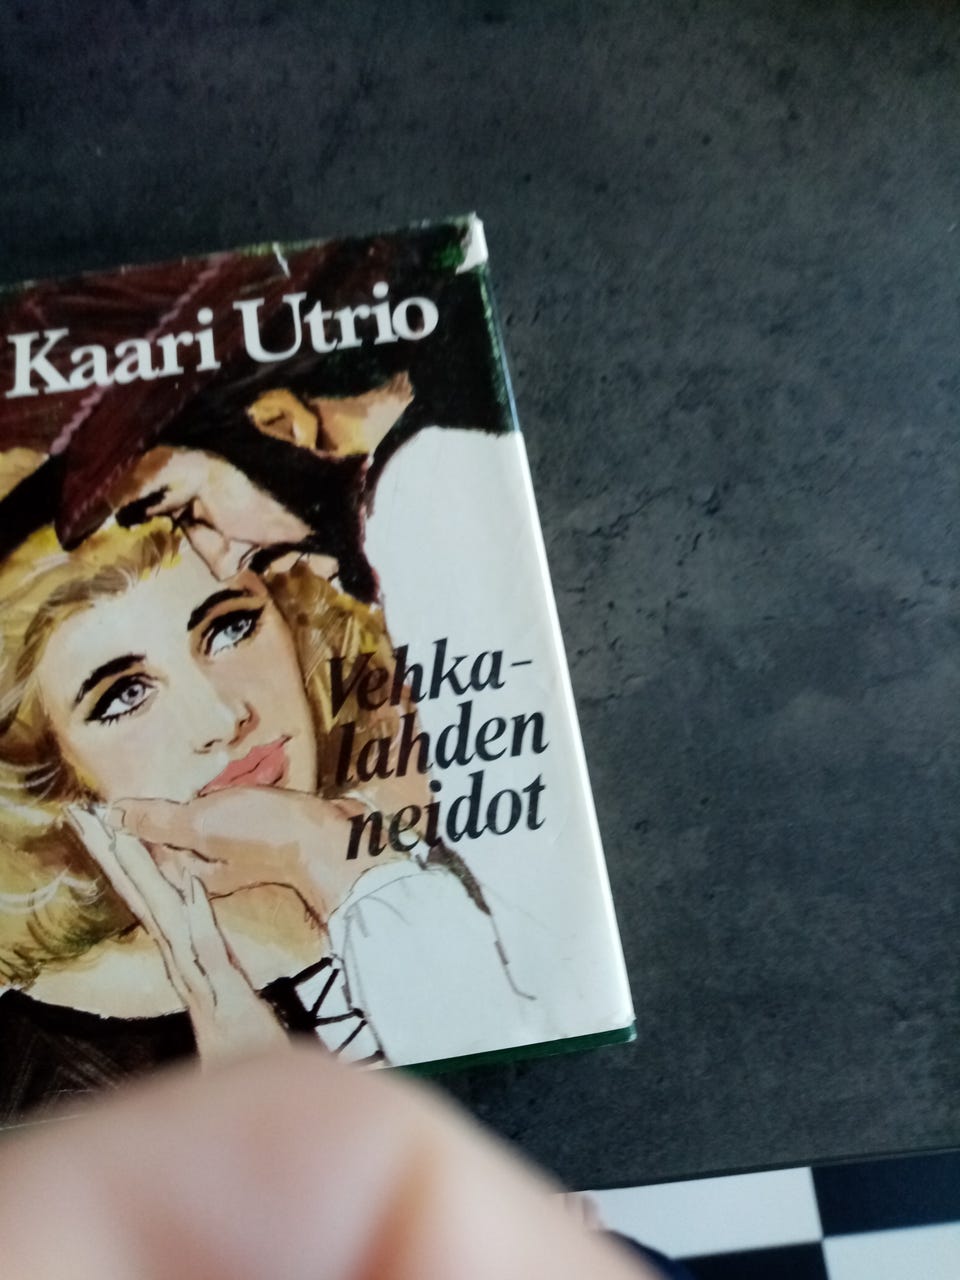 Kaari Utrio
Vehka-
lahden
neidot